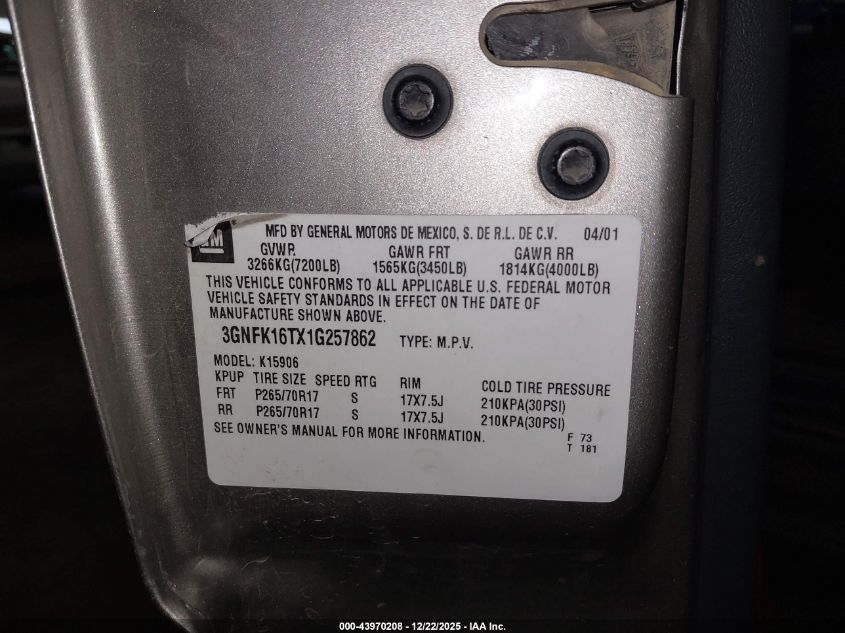 GM
MFD BY GENERAL MOTORS DE MEXICO, S. DE R.L. DE C.V. 04/01
GVWR GAWR FRT GAWR RR
3266KG(7200LB) 1565KG(3450LB) 1814KG(4000LB)
THIS VEHICLE CONFORMS TO ALL APPLICABLE U.S. FEDERAL MOTOR
VEHICLE SAFETY STANDARDS IN EFFECT ON THE DATE OF
MANUFACTURE SHOWN ABOVE.
3GNFK16TX1G257862 TYPE: M.P.V.
MODEL: K15906
KPUP TIRE SIZE SPEED RTG RIM COLD TIRE PRESSURE
FRT P265/70R17 S 17X7.5J 210KPA(30PSI)
RR P265/70R17 S 17X7.5J 210KPA(30PSI)
SEE OWNER'S MANUAL FOR MORE INFORMATION.
F 73
T 181
000-43970208 - 12/22/2025 - IAA Inc.